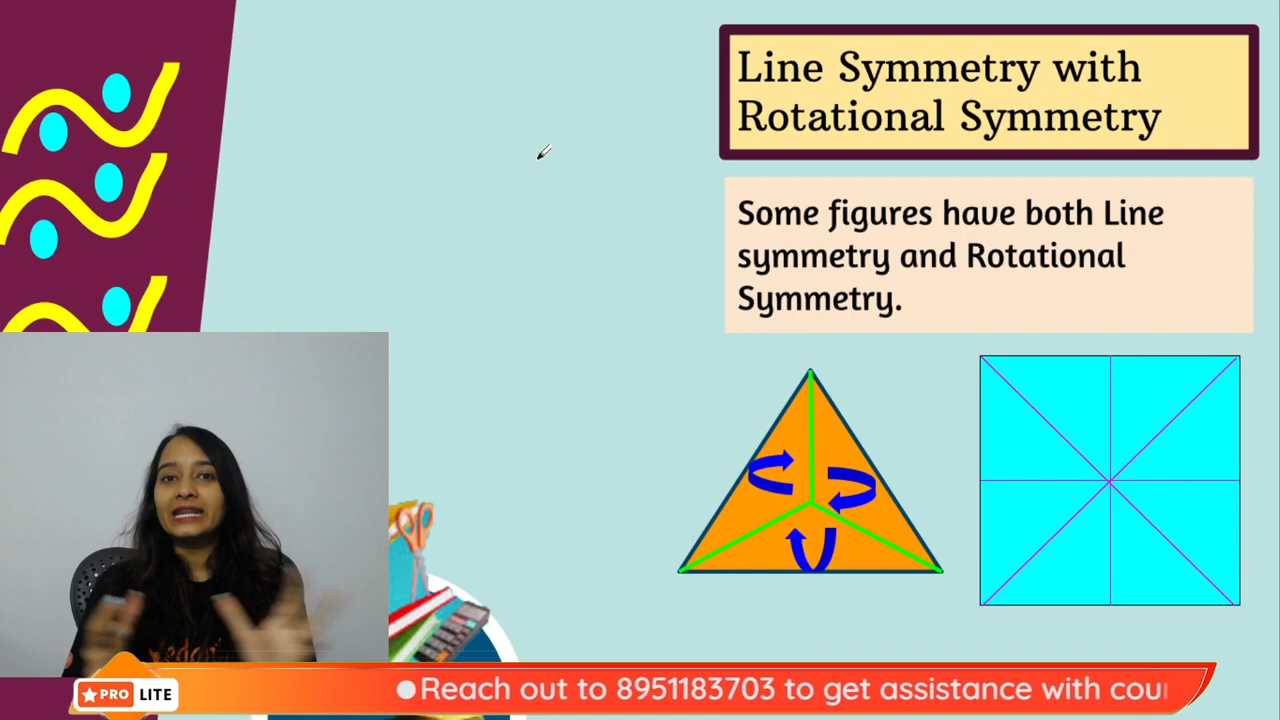 Line Symmetry with
Rotational Symmetry
Some figures have both Line
symmetry and Rotational
Symmetry.
PRO LITE
Reach out to 8951183703 to get assistance with